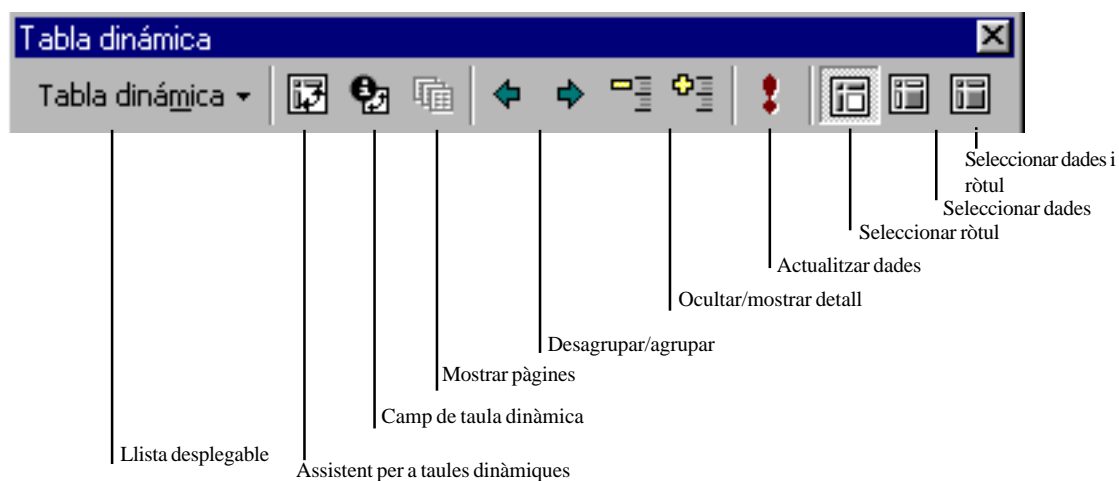 Tabla dinámica
Tabla dinámica
Seleccionar dades i
ròtul
Seleccionar dades
Seleccionar ròtul
Actualitzar dades
Ocultar/mostrar detall
Desagrupar/agrupar
Mostrar pàgines
Camp de taula dinàmica
Llista desplegable
Assistent per a taules dinàmiques